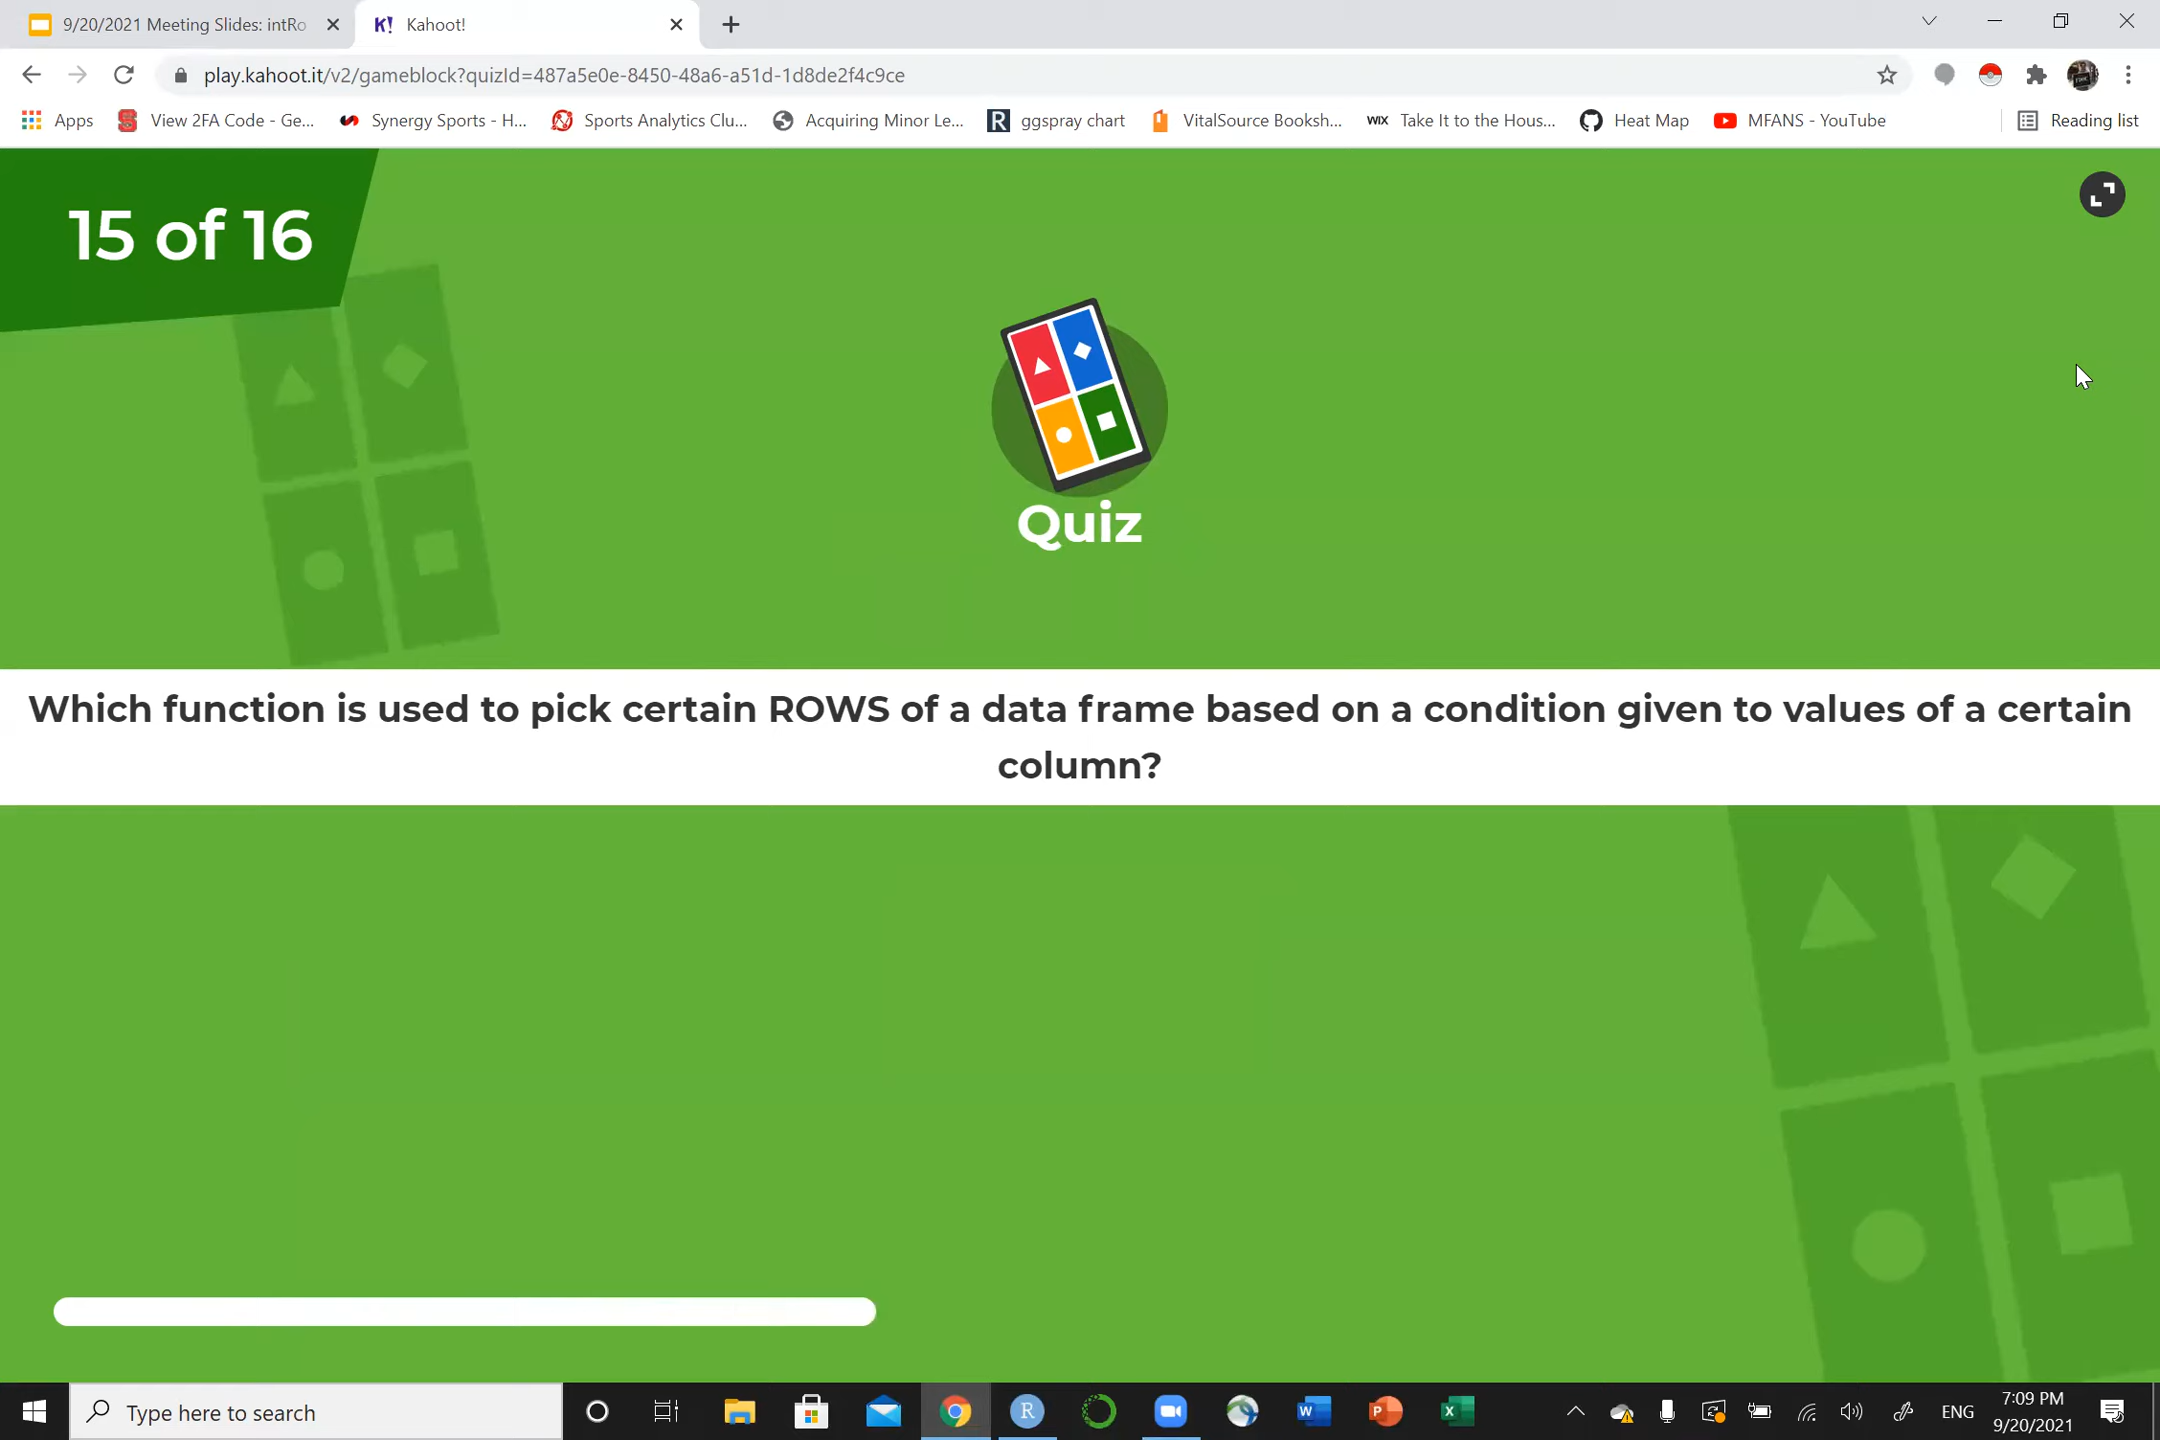 9/20/2021 Meeting Slides: intRo
K! Kahoot!
play.kahoot.it/v2/gameblock?quizId=487a5e0e-8450-48a6-a51d-1d8de2f4c9ce
Apps View 2FA Code - Ge... Synergy Sports - H... Sports Analytics Clu... Acquiring Minor Le... R ggspray chart VitalSource Booksh... WIX Take It to the Hous... Heat Map MFANS - YouTube Reading list
15 of 16
Quiz
Which function is used to pick certain ROWS of a data frame based on a condition given to values of a certain
column?
Type here to search
R
W
P
X
ENG
7:09 PM
9/20/2021